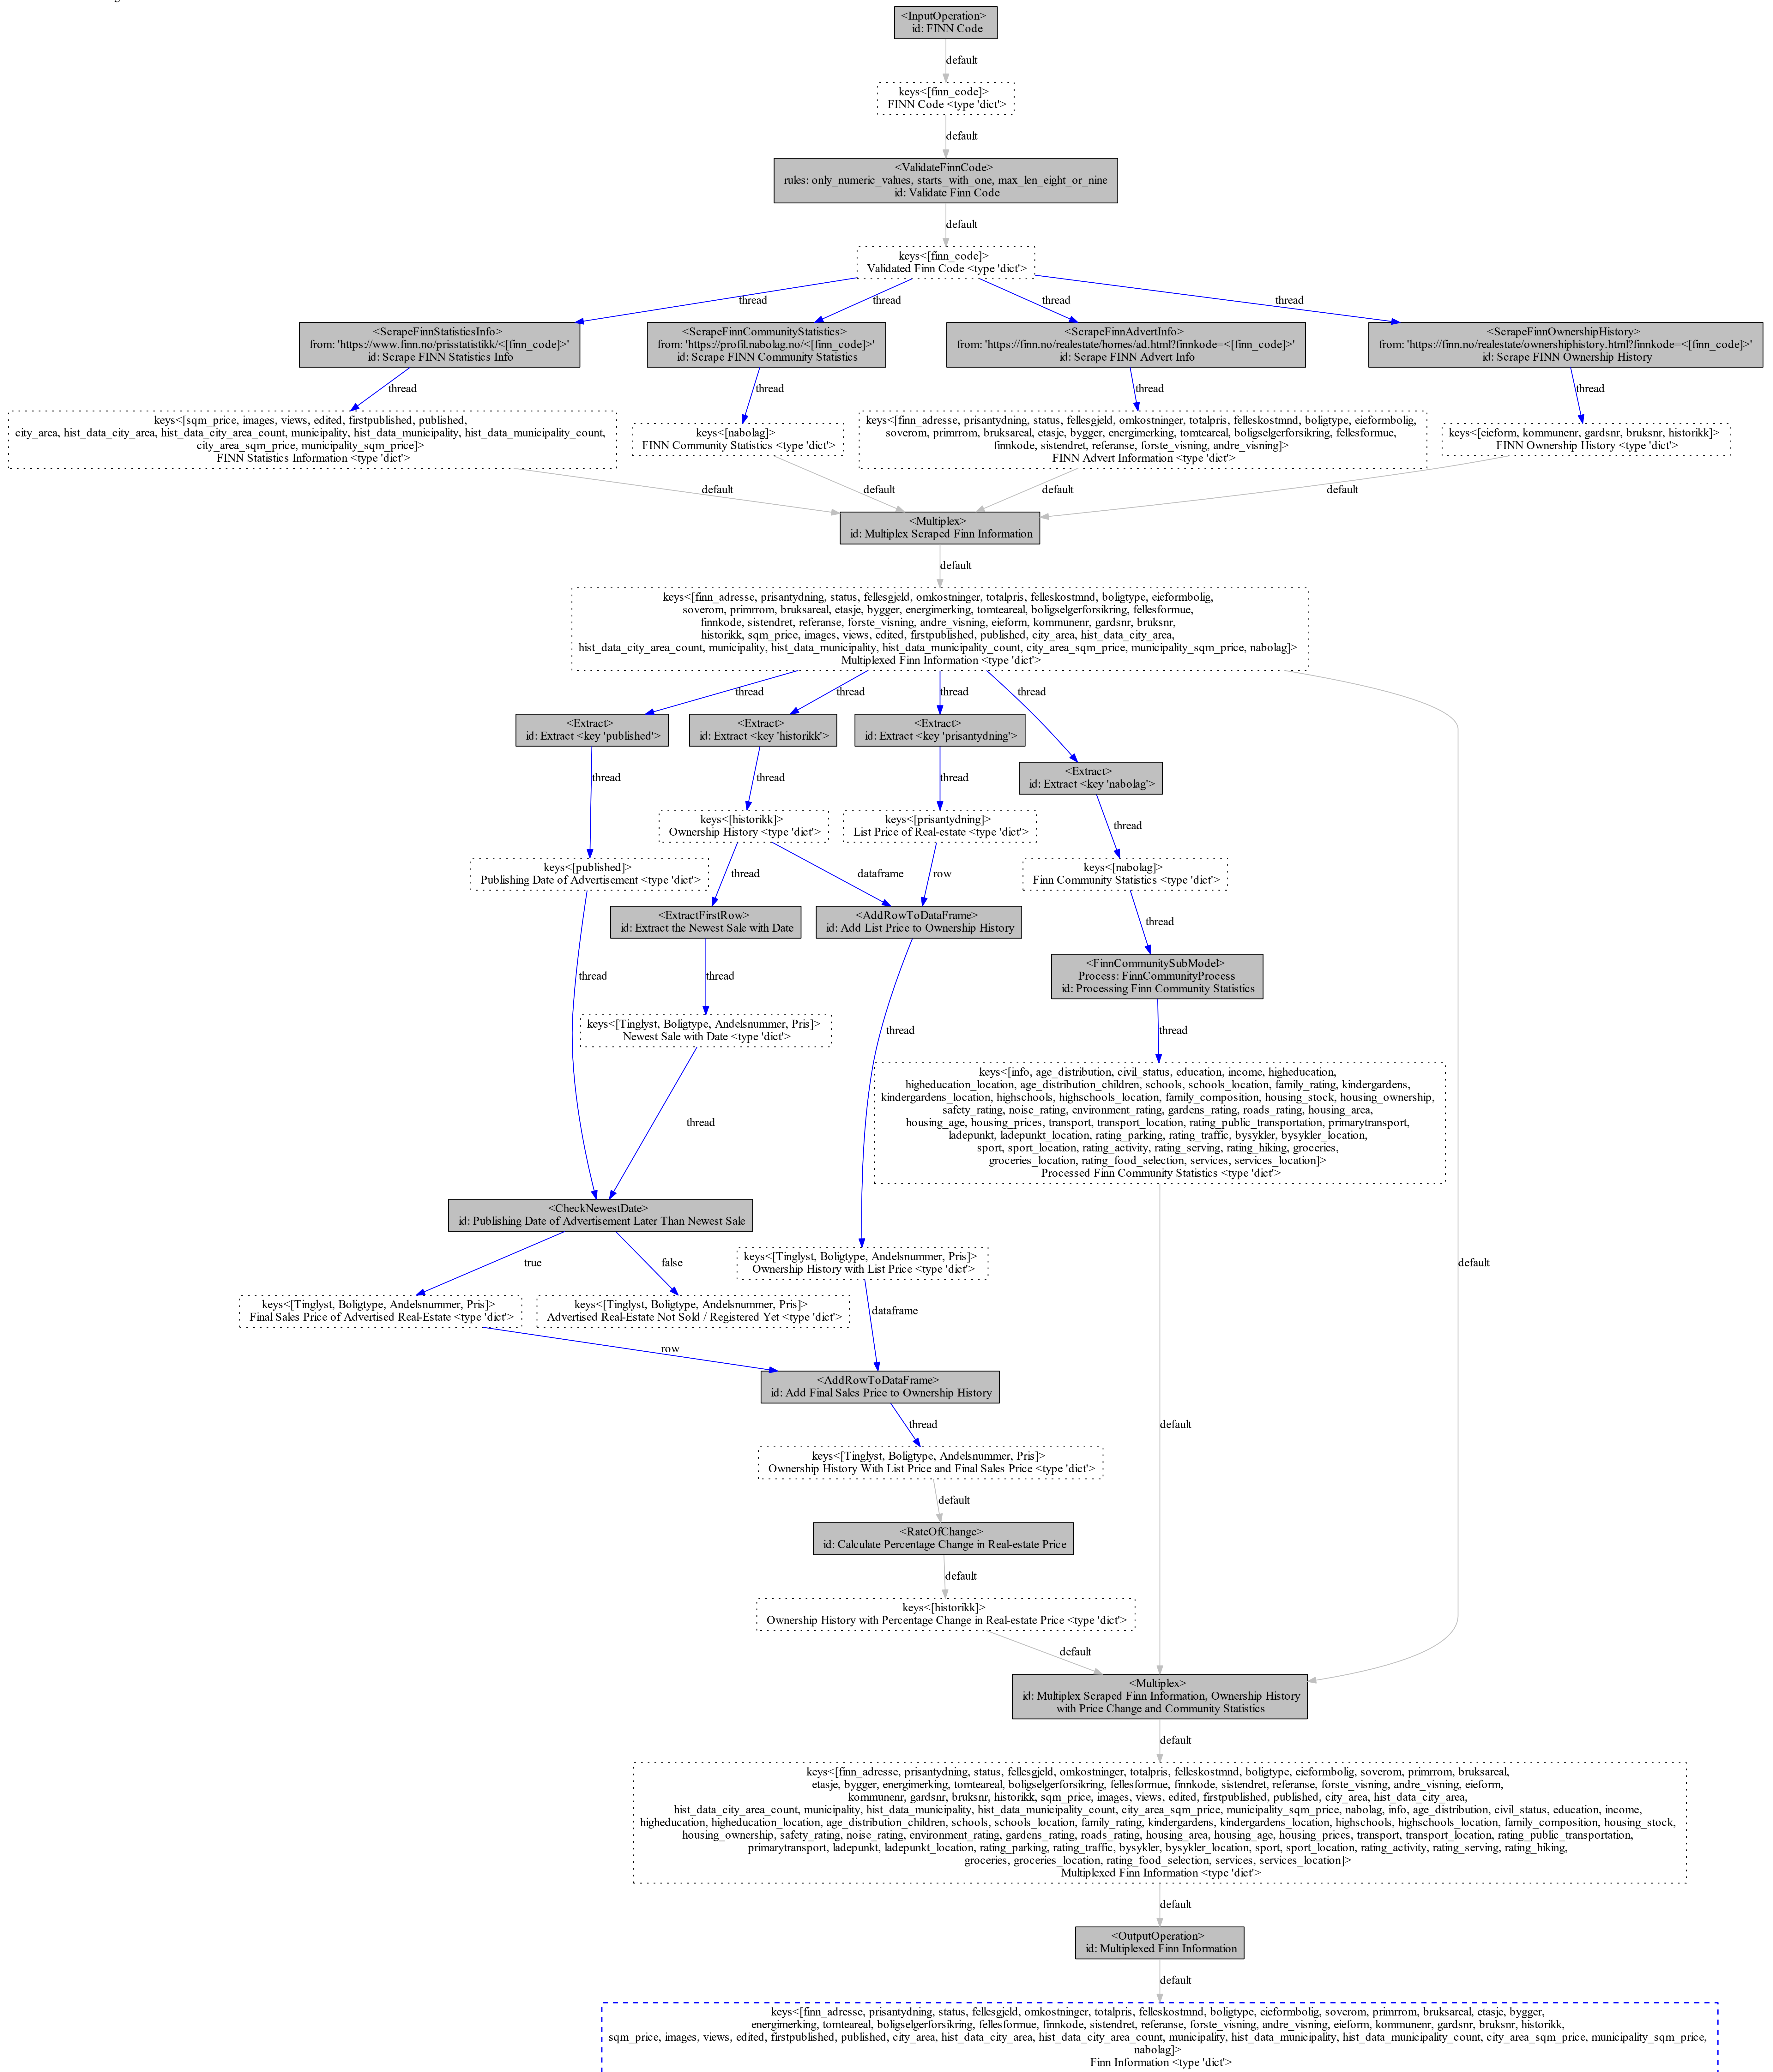 <InputOperation>
id: FINN Code
default
keys<[finn_code]>
FINN Code <type 'dict'>
default
<ValidateFinnCode>
rules: only_numeric_values, starts_with_one, max_len_eight_or_nine
id: Validate Finn Code
default
keys<[finn_code]>
Validated Finn Code <type 'dict'>
thread
thread
thread
thread
<ScrapeFinnStatisticsInfo>
from: 'https://www.finn.no/prisstatistikk/<[finn_code]>'
id: Scrape FINN Statistics Info
<ScrapeFinnCommunityStatistics>
from: 'https://profil.nabolag.no/<[finn_code]>'
id: Scrape FINN Community Statistics
<ScrapeFinnAdvertInfo>
from: 'https://finn.no/realestate/homes/ad.html?finnkode=<[finn_code]>'
id: Scrape FINN Advert Info
<ScrapeFinnOwnershipHistory>
from: 'https://finn.no/realestate/ownershiphistory.html?finnkode=<[finn_code]>'
id: Scrape FINN Ownership History
thread
thread
thread
thread
keys<[sqm_price, images, views, edited, firstpublished, published,
city_area, hist_data_city_area, hist_data_city_area_count, municipality, hist_data_municipality, hist_data_municipality_count,
city_area_sqm_price, municipality_sqm_price]>
FINN Statistics Information <type 'dict'>
keys<[nabolag]>
FINN Community Statistics <type 'dict'>
keys<[finn_adresse, prisantydning, status, fellesgjeld, omkostninger, totalpris, felleskostmnd, boligtype, eieformbolig,
soverom, primrrom, bruksareal, etasje, bygger, energimerking, tomteareal, boligselgerforsikring, fellesformue,
finnkode, sistendret, referanse, forste_visning, andre_visning]>
FINN Advert Information <type 'dict'>
keys<[eieform, kommunenr, gardsnr, bruksnr, historikk]>
FINN Ownership History <type 'dict'>
default
default
default
default
<Multiplex>
id: Multiplex Scraped Finn Information
default
keys<[finn_adresse, prisantydning, status, fellesgjeld, omkostninger, totalpris, felleskostmnd, boligtype, eieformbolig,
soverom, primrrom, bruksareal, etasje, bygger, energimerking, tomteareal, boligselgerforsikring, fellesformue,
finnkode, sistendret, referanse, forste_visning, andre_visning, eieform, kommunenr, gardsnr, bruksnr,
historikk, sqm_price, images, views, edited, firstpublished, published, city_area, hist_data_city_area,
hist_data_city_area_count, municipality, hist_data_municipality, hist_data_municipality_count, city_area_sqm_price, municipality_sqm_price, nabolag]>
Multiplexed Finn Information <type 'dict'>
thread
thread
thread
thread
<Extract>
id: Extract <key 'published'>
<Extract>
id: Extract <key 'historikk'>
<Extract>
id: Extract <key 'prisantydning'>
<Extract>
id: Extract <key 'nabolag'>
thread
thread
thread
thread
keys<[historikk]>
Ownership History <type 'dict'>
keys<[prisantydning]>
List Price of Real-estate <type 'dict'>
keys<[published]>
Publishing Date of Advertisement <type 'dict'>
keys<[nabolag]>
Finn Community Statistics <type 'dict'>
thread
dataframe
row
thread
<ExtractFirstRow>
id: Extract the Newest Sale with Date
<AddRowToDataFrame>
id: Add List Price to Ownership History
<FinnCommunitySubModel>
Process: FinnCommunityProcess
id: Processing Finn Community Statistics
thread
thread
thread
thread
keys<[Tinglyst, Boligtype, Andelsnummer, Pris]>
Newest Sale with Date <type 'dict'>
keys<[info, age_distribution, civil_status, education, income, higheducation,
higheducation_location, age_distribution_children, schools, schools_location, family_rating, kindergardens,
kindergardens_location, highschools, highschools_location, family_composition, housing_stock, housing_ownership,
safety_rating, noise_rating, environment_rating, gardens_rating, roads_rating, housing_area,
housing_age, housing_prices, transport, transport_location, rating_public_transportation, primarytransport,
ladepunkt, ladepunkt_location, rating_parking, rating_traffic, bysykler, bysykler_location,
sport, sport_location, rating_activity, rating_serving, rating_hiking, groceries,
groceries_location, rating_food_selection, services, services_location]>
Processed Finn Community Statistics <type 'dict'>
thread
<CheckNewestDate>
id: Publishing Date of Advertisement Later Than Newest Sale
true
false
default
keys<[Tinglyst, Boligtype, Andelsnummer, Pris]>
Ownership History with List Price <type 'dict'>
keys<[Tinglyst, Boligtype, Andelsnummer, Pris]>
Final Sales Price of Advertised Real-Estate <type 'dict'>
keys<[Tinglyst, Boligtype, Andelsnummer, Pris]>
Advertised Real-Estate Not Sold / Registered Yet <type 'dict'>
dataframe
row
<AddRowToDataFrame>
id: Add Final Sales Price to Ownership History
thread
default
keys<[Tinglyst, Boligtype, Andelsnummer, Pris]>
Ownership History With List Price and Final Sales Price <type 'dict'>
default
<RateOfChange>
id: Calculate Percentage Change in Real-estate Price
default
keys<[historikk]>
Ownership History with Percentage Change in Real-estate Price <type 'dict'>
default
<Multiplex>
id: Multiplex Scraped Finn Information, Ownership History
with Price Change and Community Statistics
default
keys<[finn_adresse, prisantydning, status, fellesgjeld, omkostninger, totalpris, felleskostmnd, boligtype, eieformbolig, soverom, primrrom, bruksareal,
etasje, bygger, energimerking, tomteareal, boligselgerforsikring, fellesformue, finnkode, sistendret, referanse, forste_visning, andre_visning, eieform,
kommunenr, gardsnr, bruksnr, historikk, sqm_price, images, views, edited, firstpublished, published, city_area, hist_data_city_area,
hist_data_city_area_count, municipality, hist_data_municipality, hist_data_municipality_count, city_area_sqm_price, municipality_sqm_price, nabolag, info, age_distribution, civil_status, education, income,
higheducation, higheducation_location, age_distribution_children, schools, schools_location, family_rating, kindergardens, kindergardens_location, highschools, highschools_location, family_composition, housing_stock,
housing_ownership, safety_rating, noise_rating, environment_rating, gardens_rating, roads_rating, housing_area, housing_age, housing_prices, transport, transport_location, rating_public_transportation,
primarytransport, ladepunkt, ladepunkt_location, rating_parking, rating_traffic, bysykler, bysykler_location, sport, sport_location, rating_activity, rating_serving, rating_hiking,
groceries, groceries_location, rating_food_selection, services, services_location]>
Multiplexed Finn Information <type 'dict'>
default
<OutputOperation>
id: Multiplexed Finn Information
default
keys<[finn_adresse, prisantydning, status, fellesgjeld, omkostninger, totalpris, felleskostmnd, boligtype, eieformbolig, soverom, primrrom, bruksareal, etasje, bygger,
energimerking, tomteareal, boligselgerforsikring, fellesformue, finnkode, sistendret, referanse, forste_visning, andre_visning, eieform, kommunenr, gardsnr, bruksnr, historikk,
sqm_price, images, views, edited, firstpublished, published, city_area, hist_data_city_area, hist_data_city_area_count, municipality, hist_data_municipality, hist_data_municipality_count, city_area_sqm_price, municipality_sqm_price,
nabolag]>
Finn Information <type 'dict'>